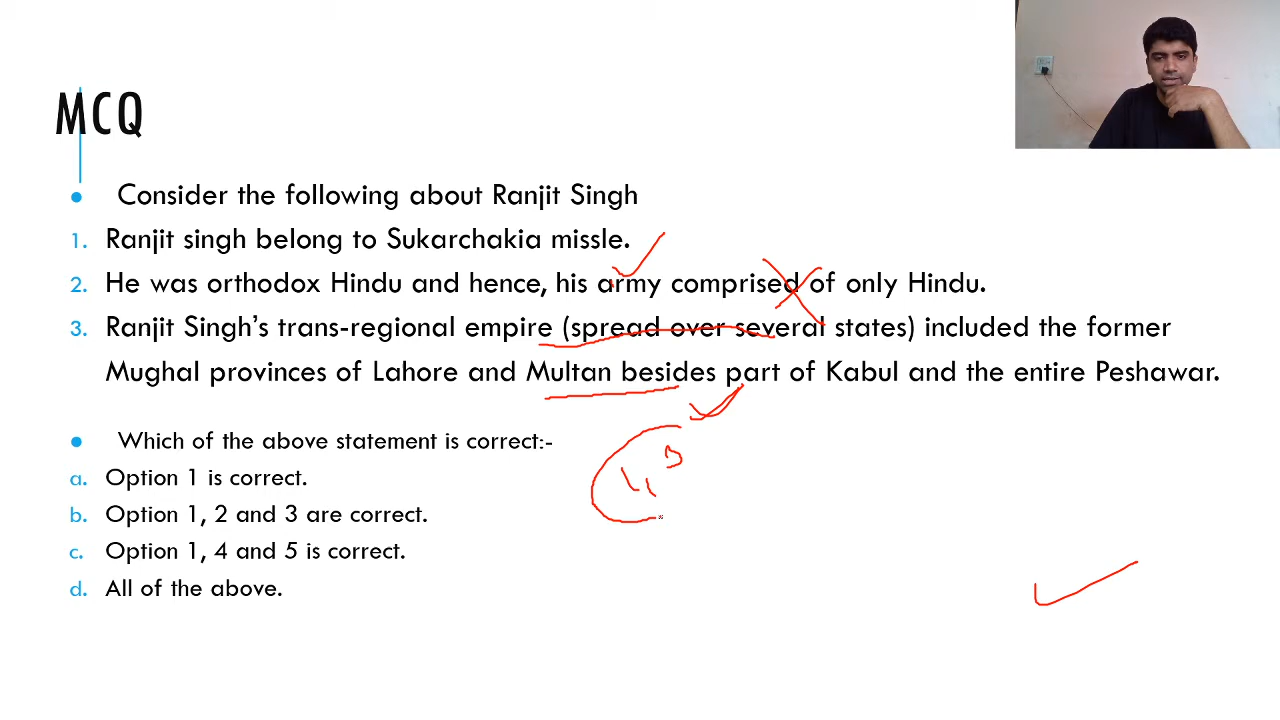 MCQ
• Consider the following about Ranjit Singh
1. Ranjit singh belong to Sukarchakia missle.
2. He was orthodox Hindu and hence, his army comprised of only Hindu.
3. Ranjit Singh’s trans-regional empire (spread over several states) included the former
Mughal provinces of Lahore and Multan besides part of Kabul and the entire Peshawar.
• Which of the above statement is correct:-
a. Option 1 is correct.
b. Option 1, 2 and 3 are correct.
c. Option 1, 4 and 5 is correct.
d. All of the above.